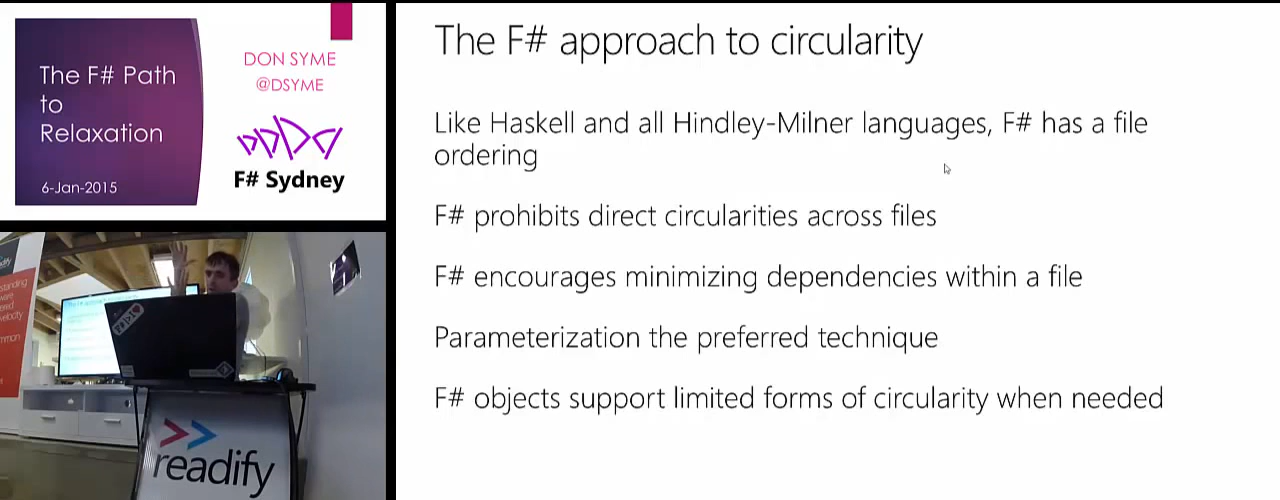 The F# Path
to
Relaxation
6-Jan-2015
DON SYME
@DSYME
F# Sydney
The F# approach to circularity
Like Haskell and all Hindley-Milner languages, F# has a file
ordering
F# prohibits direct circularities across files
F# encourages minimizing dependencies within a file
Parameterization the preferred technique
F# objects support limited forms of circularity when needed
readify